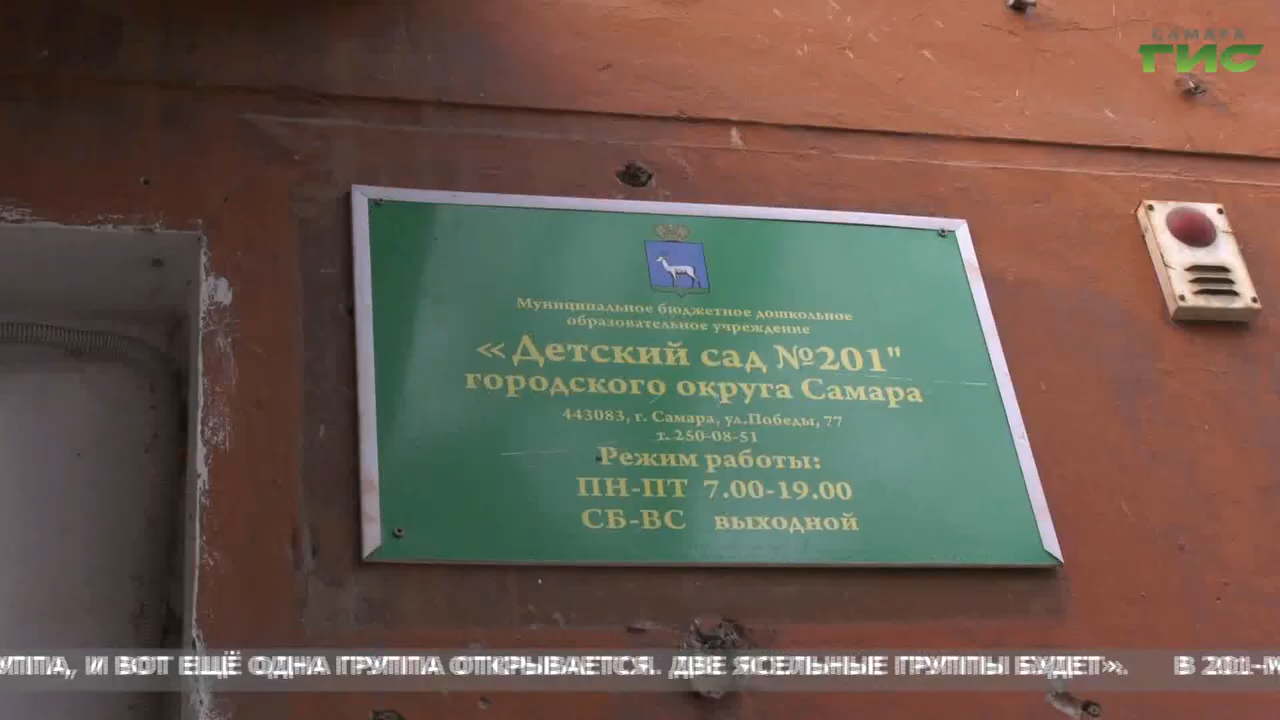 САМАРА
ГИС
Муниципальное бюджетное дошкольное
образовательное учреждение
«Детский сад №201"
городского округа Самара
443083, г. Самара, ул.Победы, 77
т. 250-08-51
Режим работы:
ПН-ПТ 7.00-19.00
СБ-ВС выходной
УППА, И ВОТ ЕЩЁ ОДНА ГРУППА ОТКРЫВАЕТСЯ. ДВЕ ЯСЕЛЬНЫЕ ГРУППЫ БУДЕТ». В 201-М